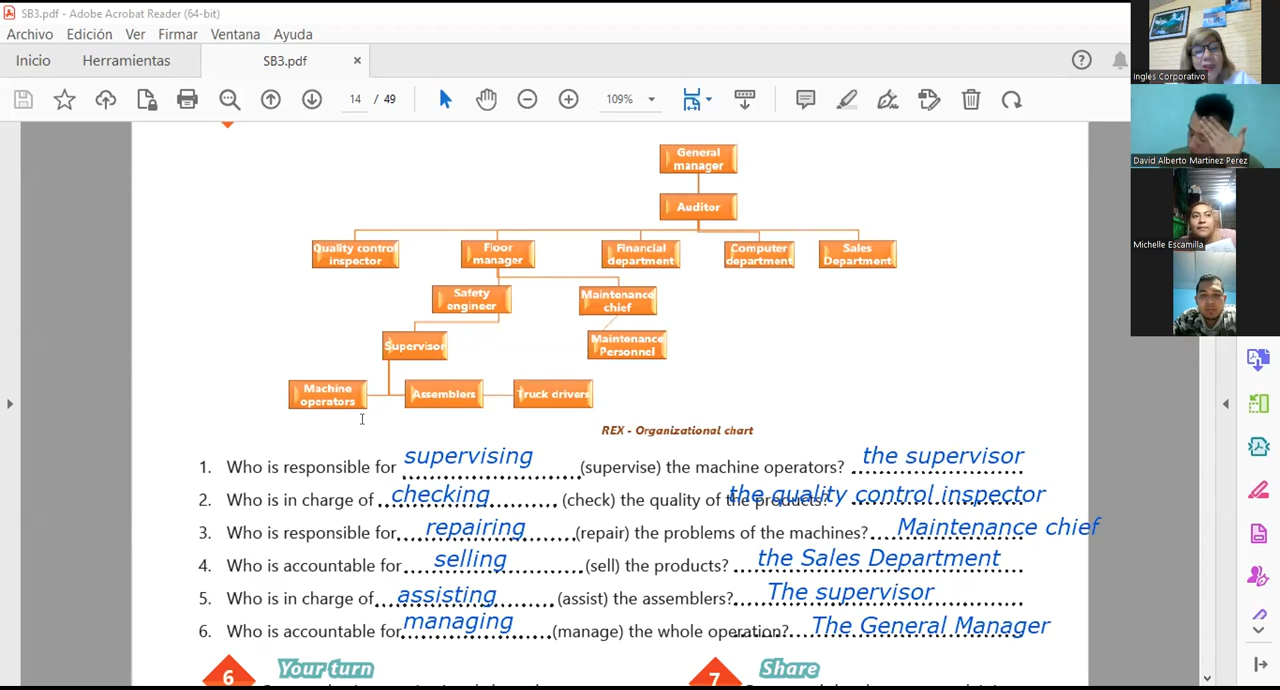 SB3.pdf - Adobe Acrobat Reader (64-bit)
Archivo Edición Ver Firmar Ventana Ayuda
Inicio Herramientas SB3.pdf ×
14 / 49 109%
Ingles Corporativo
David Alberto Martinez Perez
Michelle Escamilla
General
manager
Auditor
Quality control
inspector
Floor
manager
Financial
department
Computer
department
Sales
Department
Safety
engineer
Maintenance
chief
Supervisor
Maintenance
Personnel
Machine
operators
Assemblers
Truck drivers
REX - Organizational chart
1. Who is responsible for supervising (supervise) the machine operators? the supervisor
2. Who is in charge of checking (check) the quality of the products? the quality control inspector
3. Who is responsible for repairing (repair) the problems of the machines? Maintenance chief
4. Who is accountable for selling (sell) the products? the Sales Department
5. Who is in charge of assisting (assist) the assemblers? The supervisor
6. Who is accountable for managing (manage) the whole operation? The General Manager
6 Your turn 7 Share